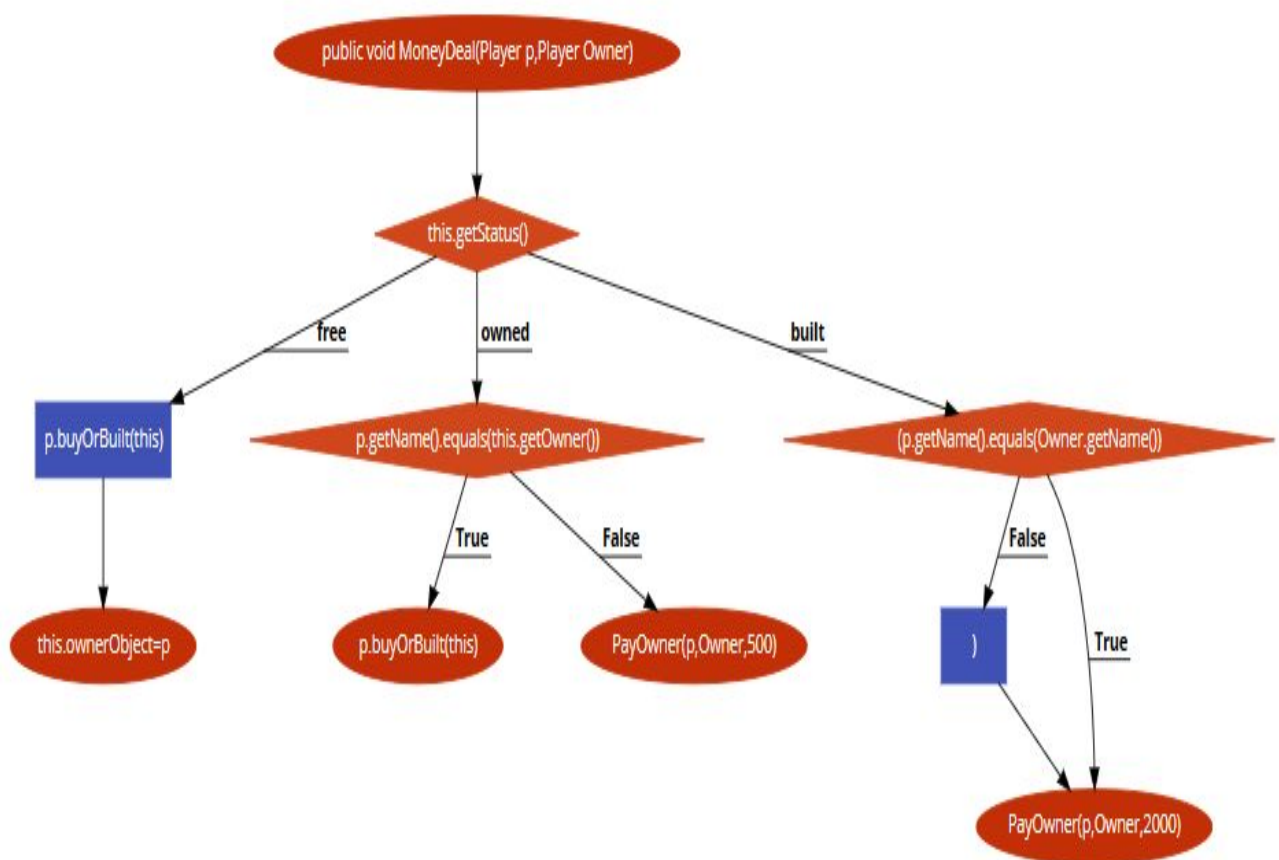 public void MoneyDeal(Player p,Player Owner)
this.getStatus()
free
owned
built
p.buyOrBuilt(this)
p.getName().equals(this.getOwner())
(p.getName().equals(Owner.getName())
True
False
False
True
this.ownerObject=p
p.buyOrBuilt(this)
PayOwner(p,Owner,500)
)
PayOwner(p,Owner,2000)